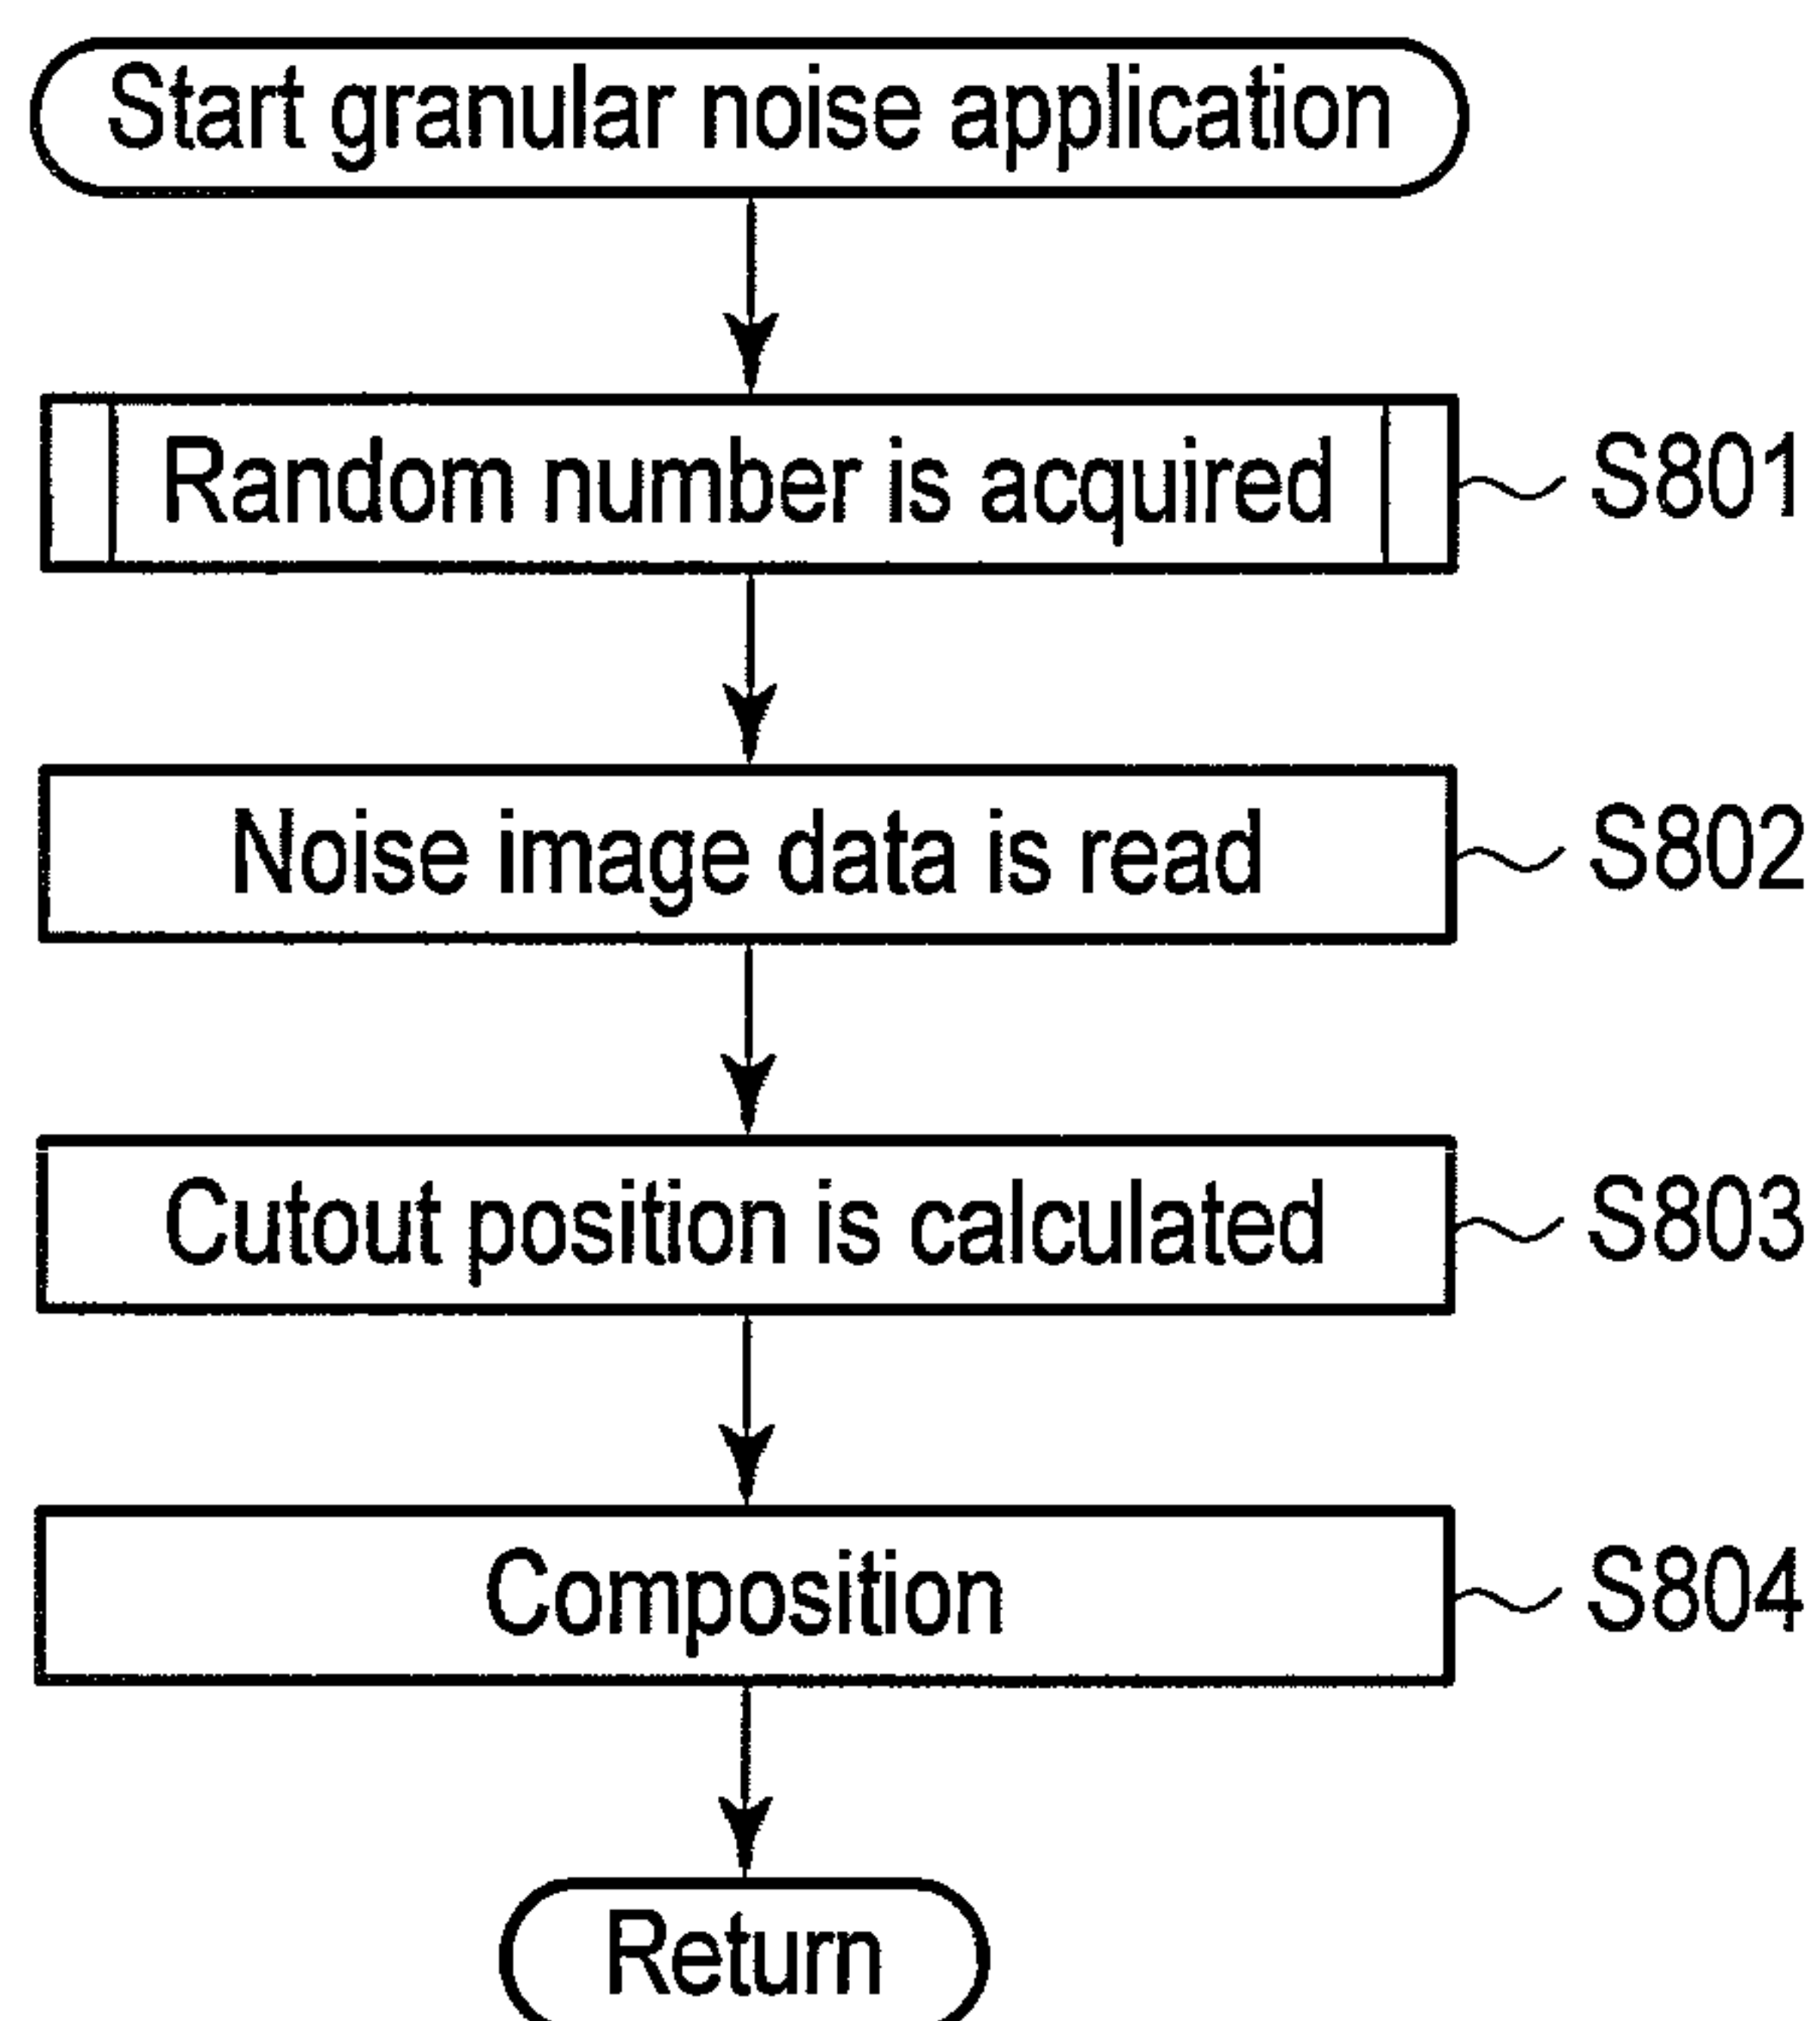 Start granular noise application
Random number is acquired
S801
Noise image data is read
S802
Cutout position is calculated
S803
Composition
S804
Return